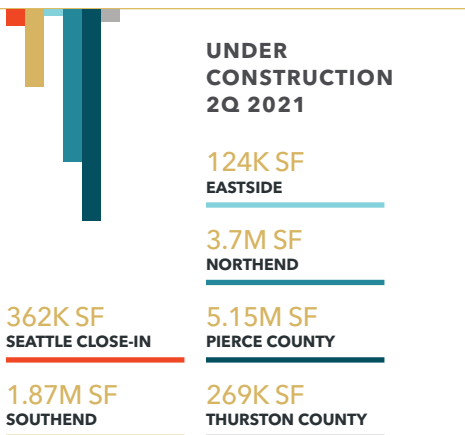 UNDER
CONSTRUCTION
2Q 2021
124K SF
EASTSIDE
3.7M SF
NORTHEND
362K SF
SEATTLE CLOSE-IN
5.15M SF
PIERCE COUNTY
1.87M SF
SOUTHEND
269K SF
THURSTON COUNTY